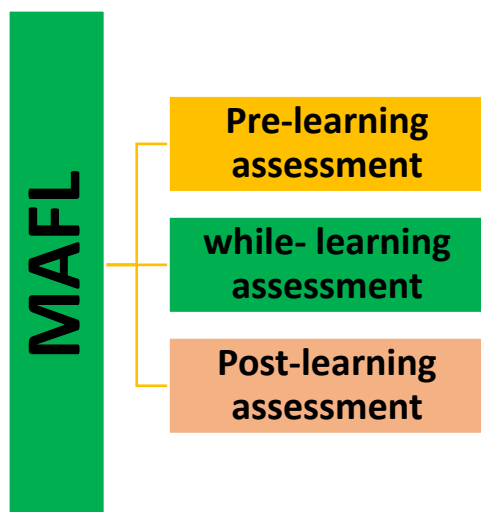 MAFL
Pre-learning
assessment
while- learning
assessment
Post-learning
assessment